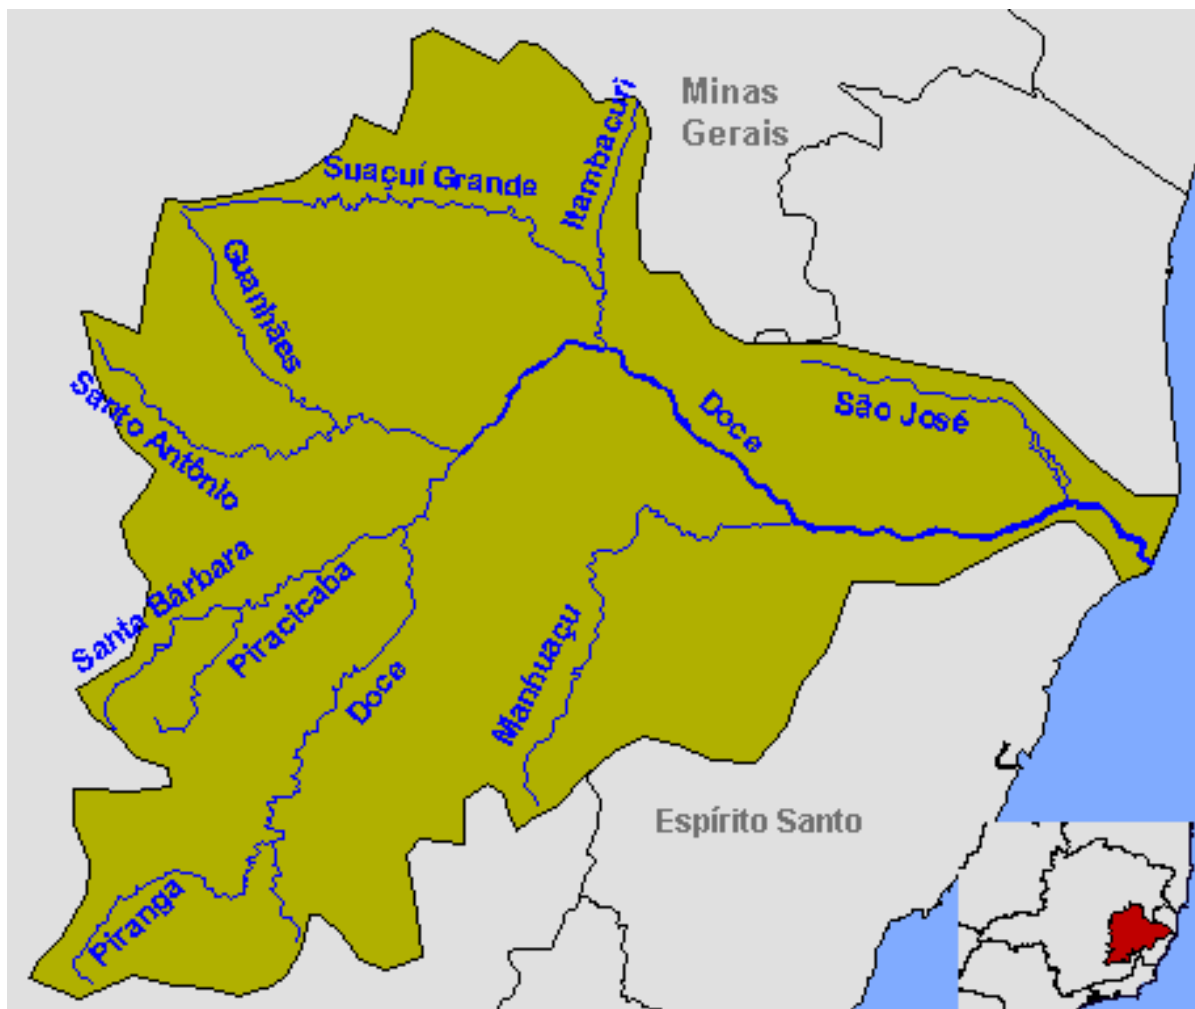 Minas
Gerais
Itambacuri
Suaçuí Grande
Guanhães
Santo Antônio
Doce
São José
Santa Bárbara
Piracicaba
Manhuaçu
Doce
Espírito Santo
Piranga